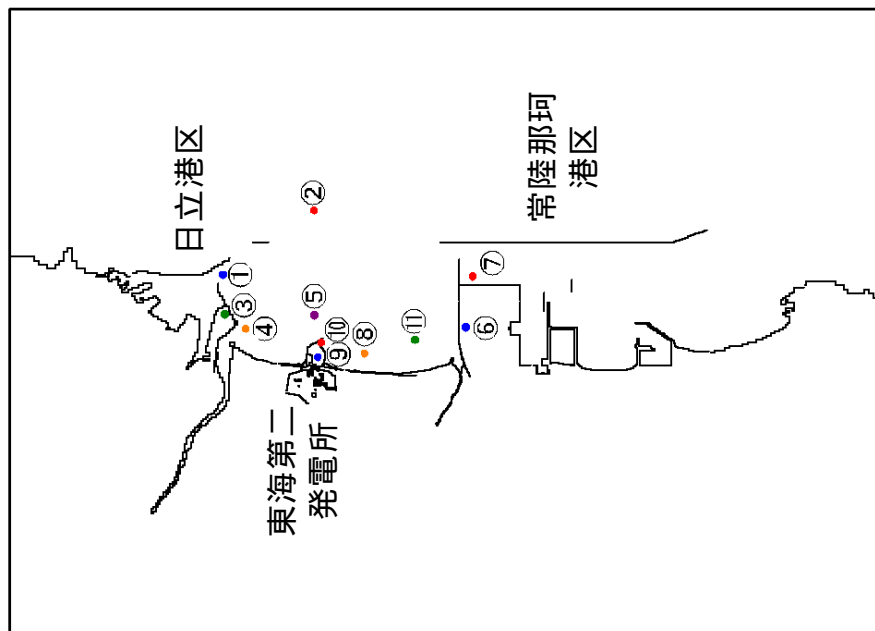 日立港区
常陸那珂
港区
②
①
⑦
③
⑤
④
⑩
⑪
⑥
⑧
⑨
東海第二
発電所